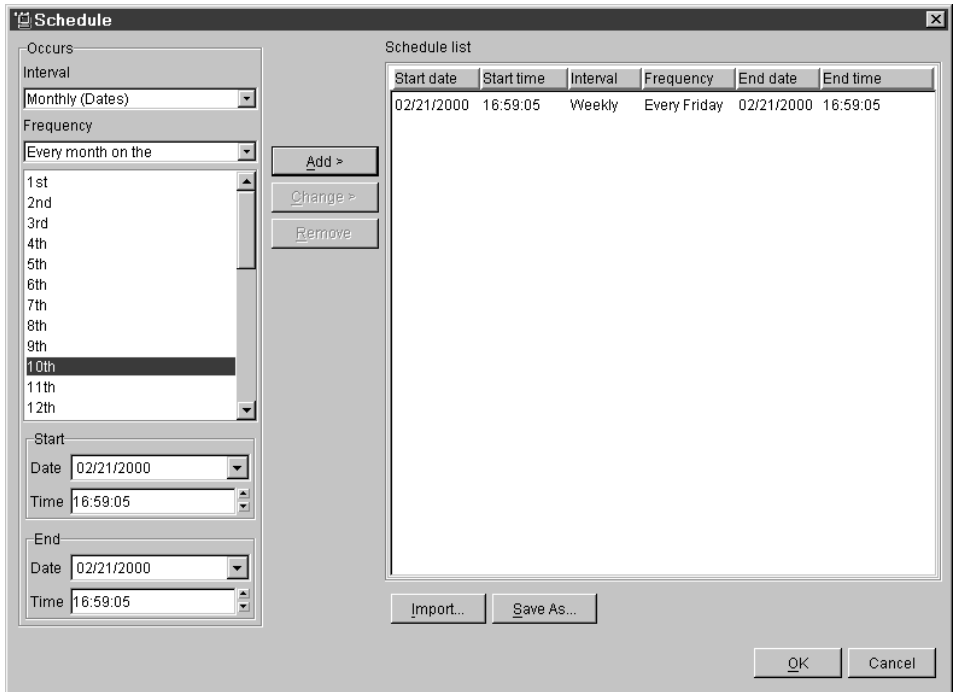 Schedule
Occurs
Interval
Monthly (Dates)
Frequency
Every month on the
1st
2nd
3rd
4th
5th
6th
7th
8th
9th
10th
11th
12th
Start
Date 02/21/2000
Time 16:59:05
End
Date 02/21/2000
Time 16:59:05
Add >
Change >
Remove
Schedule list
Start date Start time Interval Frequency End date End time
02/21/2000 16:59:05 Weekly Every Friday 02/21/2000 16:59:05
Import... Save As...
OK Cancel